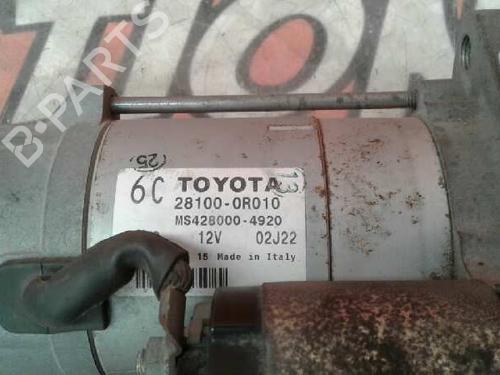 B-PARTS
(25)
6C TOYOTA
28100-0R010
MS428000-4920
12V 02J22
15 Made in Italy